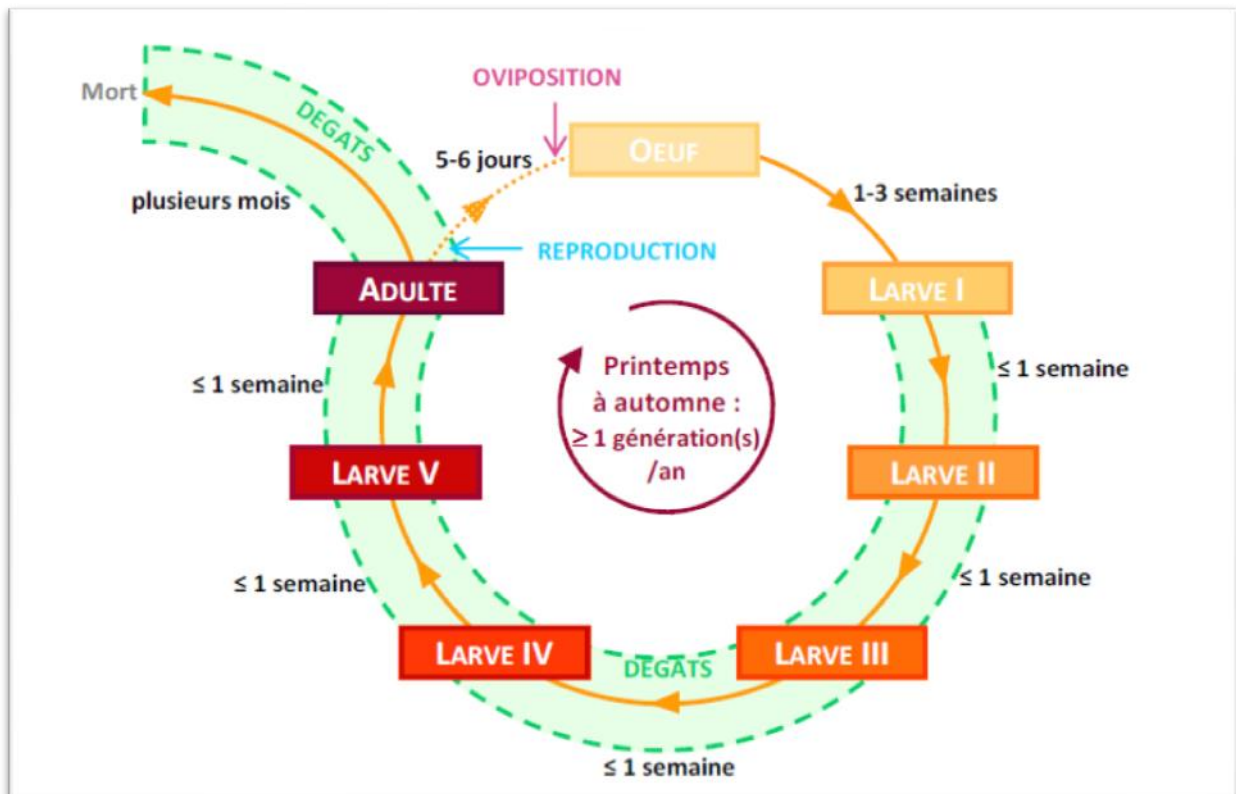 OVIPOSITION
Mort
DEGATS
5-6 jours
OEUF
1-3 semaines
plusieurs mois
REPRODUCTION
ADULTE
LARVE I
Printemps
à automne :
≥ 1 génération(s)
/an
≤ 1 semaine
≤ 1 semaine
LARVE V
LARVE II
≤ 1 semaine
≤ 1 semaine
LARVE IV
DEGATS
LARVE III
≤ 1 semaine